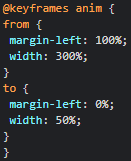 @keyframes anim {
from {
 margin-left: 100%;
 width: 300%;
}
to {
 margin-left: 0%;
 width: 50%;
}
}